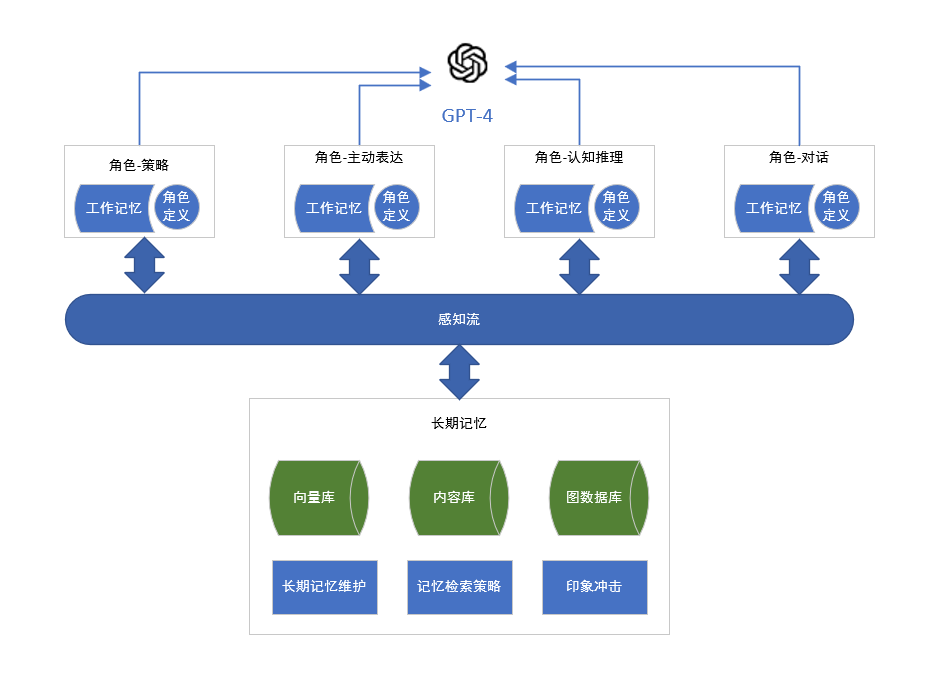 GPT-4
角色-策略
角色-主动表达
角色-认知推理
角色-对话
工作记忆
角色
定义
工作记忆
角色
定义
工作记忆
角色
定义
工作记忆
角色
定义
感知流
长期记忆
向量库
内容库
图数据库
长期记忆维护
记忆检索策略
印象冲击